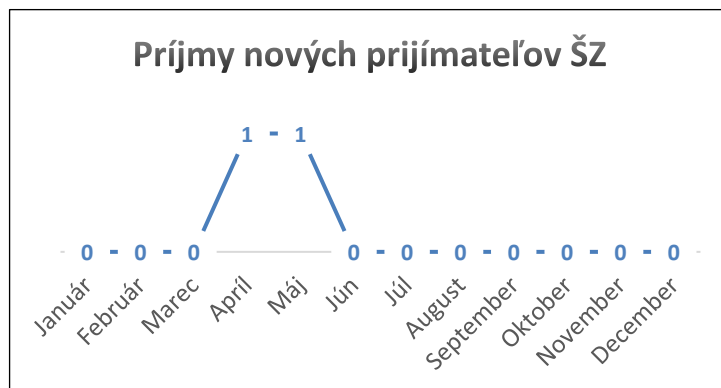 Príjmy nových prijímateľov ŠZ
1 1
0 0 0 0 0 0 0 0 0 0
Január Február Marec Apríl Máj Jún Júl August September Oktober November December